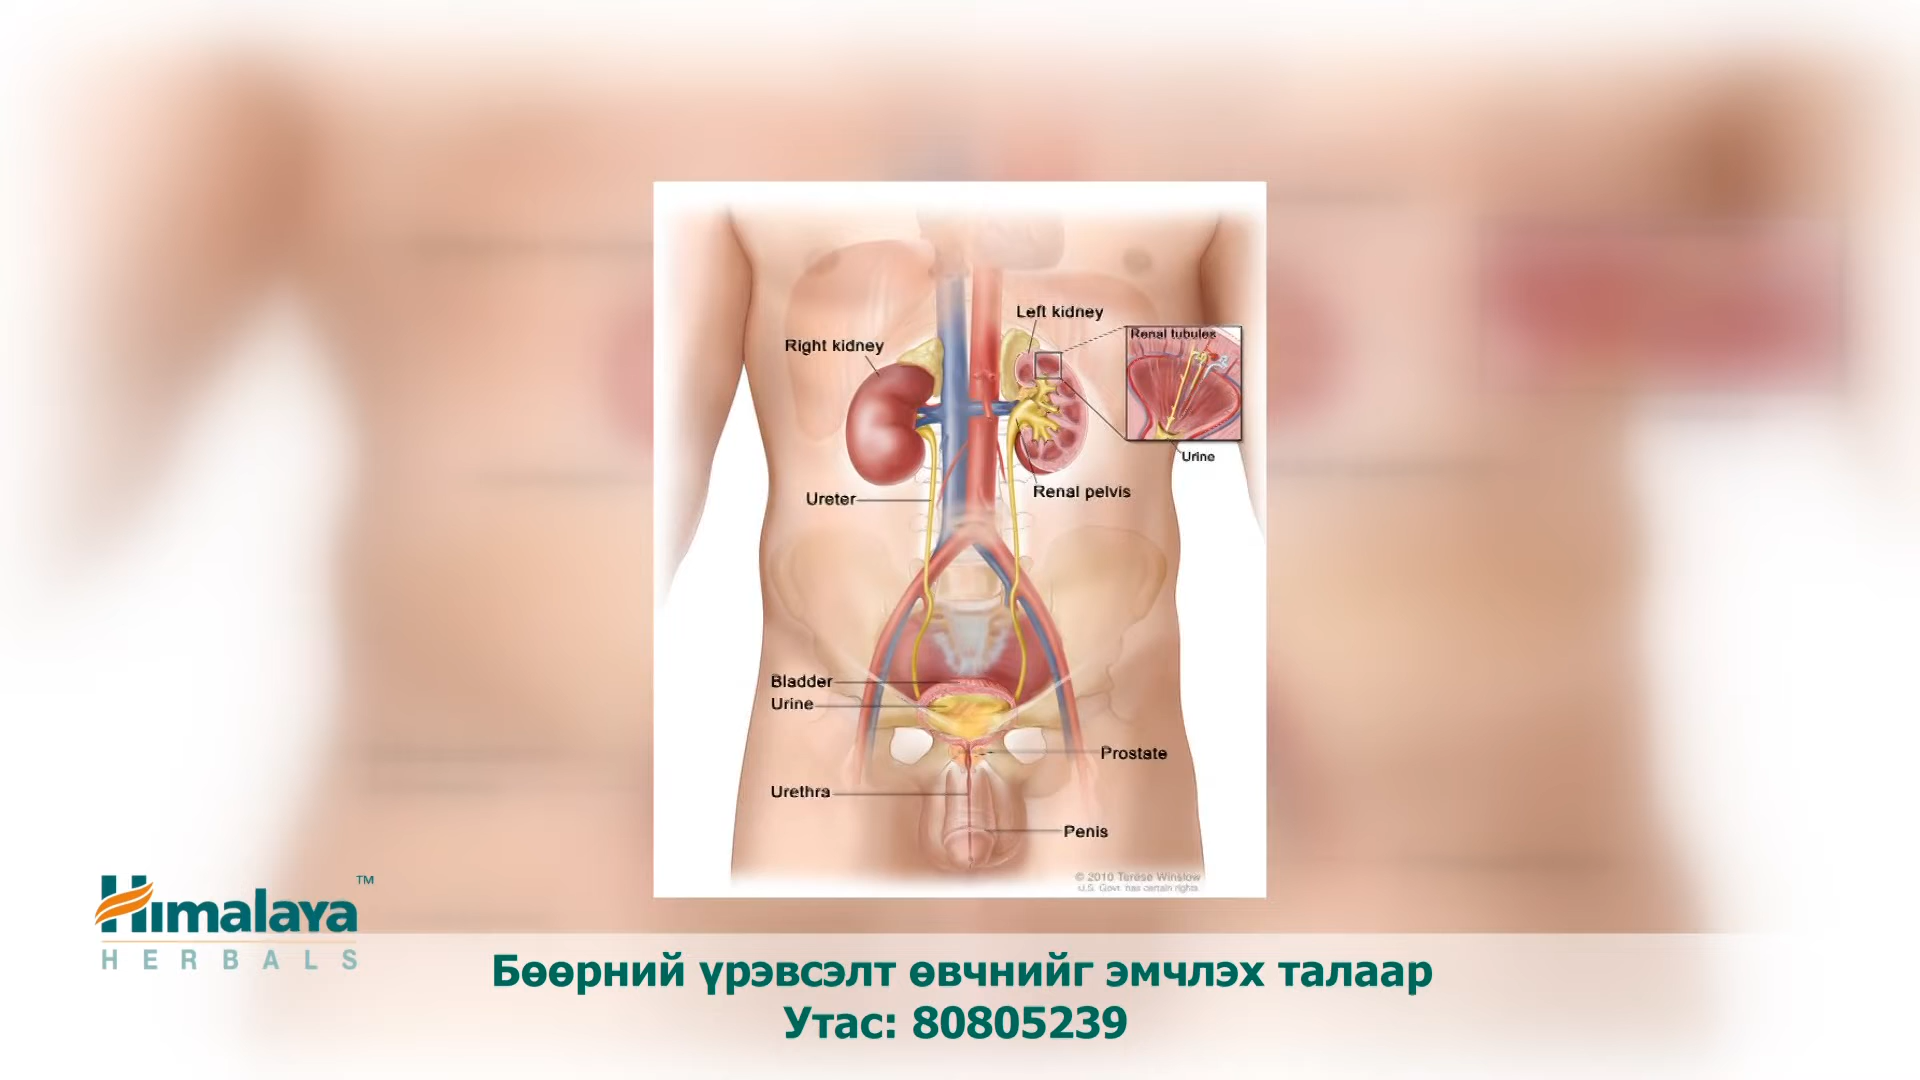 Left kidney
Renal tubules
Right kidney
Urine
Renal pelvis
Ureter
Bladder
Urine
Prostate
Urethra
Penis
© 2010 Terese Winslow
U.S. Govt. has certain rights
Himalaya™
HERBALS
Бөөрний үрэвсэлт өвчнийг эмчлэх талаар
Утас: 80805239